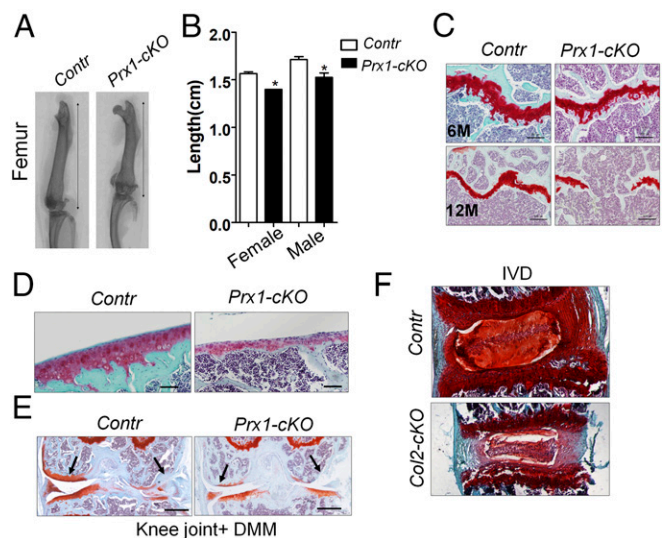 A
Contr
Prx1-cKO
Femur
B
Contr
Prx1-cKO
Length(cm)
2.0
1.5
1.0
0.5
0.0
*
*
Female
Male
C
Contr
Prx1-cKO
6M
12M
D
Contr
Prx1-cKO
E
Contr
Prx1-cKO
Knee joint+ DMM
F
IVD
Contr
Col2-cKO